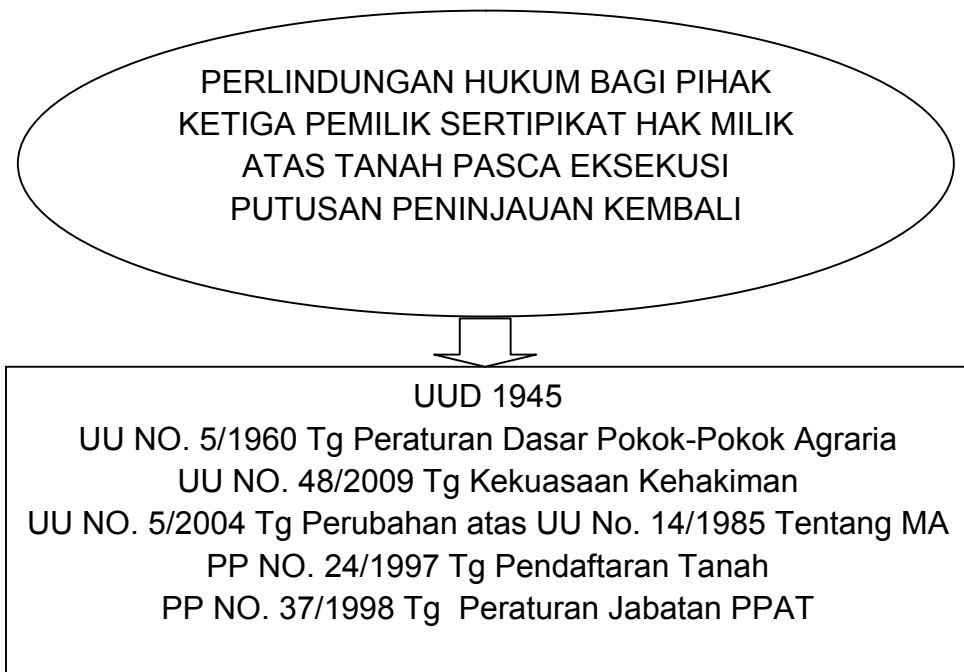 PERLINDUNGAN HUKUM BAGI PIHAK
KETIGA PEMILIK SERTIPIKAT HAK MILIK
ATAS TANAH PASCA EKSEKUSI
PUTUSAN PENINJAUAN KEMBALI
UUD 1945
UU NO. 5/1960 Tg Peraturan Dasar Pokok-Pokok Agraria
UU NO. 48/2009 Tg Kekuasaan Kehakiman
UU NO. 5/2004 Tg Perubahan atas UU No. 14/1985 Tentang MA
PP NO. 24/1997 Tg Pendaftaran Tanah
PP NO. 37/1998 Tg Peraturan Jabatan PPAT